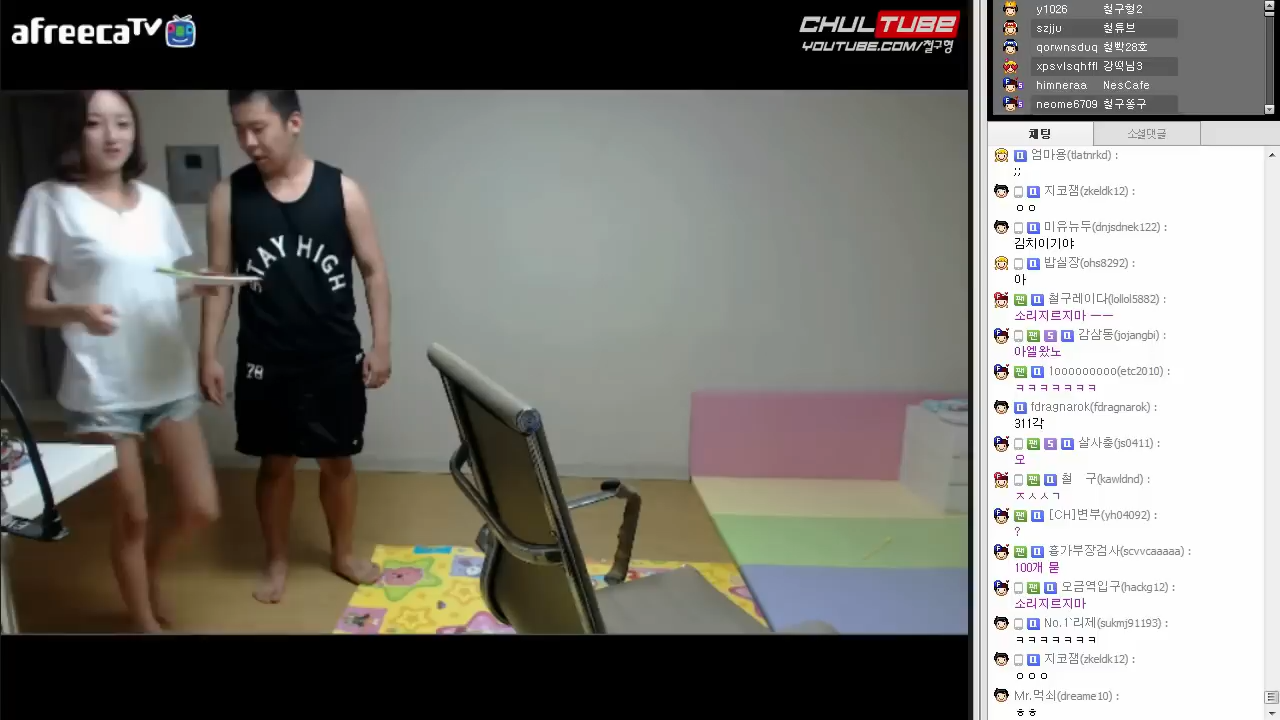 afreecaTV
CHULTUBE
YOUTUBE.COM/철구형
STAY HIGH
78
y1026 철구형2
szjju 철튜브
qorwnsduq 철빡28호
xpsvlsqhffl 강떡님3
himneraa NesCafe
neome6709 철구똥구
채팅 소셜댓글
엄마용(tlatnrkd) :
;;
지코잼(zkeldk12) :
ㅇㅇ
미유뉴두(dnjsdnek122) :
김치이기야
밥실장(ohs8292) :
아
철구레이다(lollol5882) :
소리지르지마 ㅡㅡ
감삼동(jojangbi) :
아엘왔노
1ooooooooo(etc2010) :
ㅋㅋㅋㅋㅋㅋㅋ
fdragnarok(fdragnarok) :
311각
살사홍(js0411) :
오
철 구(kawldnd) :
ㅈㅅㅅㄱ
[CH]변부(yh04092) :
?
흥가부장검사(scvvcaaaaa) :
100개 묻
오금역입구(hackg12) :
소리지르지마
No.1`리제(sukmj91193) :
ㅋㅋㅋㅋㅋㅋㅋ
지코잼(zkeldk12) :
ㅇㅇㅇ
Mr.먹쇠(dreame10) :
ㅎㅎ